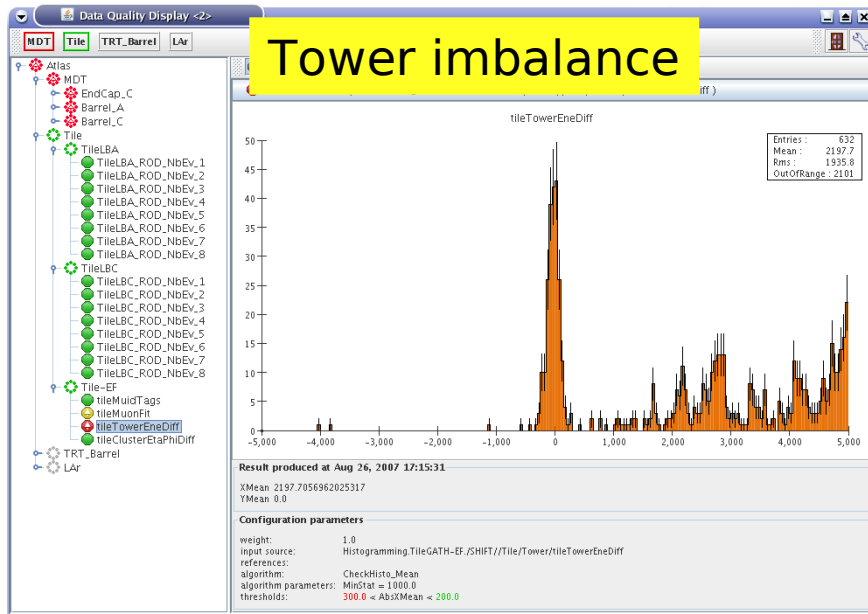 Data Quality Display <2>
MDT Tile TRT_Barrel LAr
Tower imbalance
Atlas
MDT
EndCap_C
Barrel_A
Barrel_C
Tile
TileLBA
TileLBA_ROD_NbEv_1
TileLBA_ROD_NbEv_2
TileLBA_ROD_NbEv_3
TileLBA_ROD_NbEv_4
TileLBA_ROD_NbEv_5
TileLBA_ROD_NbEv_6
TileLBA_ROD_NbEv_7
TileLBA_ROD_NbEv_8
TileLBC
TileLBC_ROD_NbEv_1
TileLBC_ROD_NbEv_2
TileLBC_ROD_NbEv_3
TileLBC_ROD_NbEv_4
TileLBC_ROD_NbEv_5
TileLBC_ROD_NbEv_6
TileLBC_ROD_NbEv_7
TileLBC_ROD_NbEv_8
Tile-EF
tileMuidTags
tileMuonFit
tileTowerEneDiff
tileClusterEtaPhiDiff
TRT_Barrel
LAr
iff )
tileTowerEneDiff
Entries : 632
Mean : 2197.7
Rms : 1935.8
OutOfRange : 2101
50
45
40
35
30
25
20
15
10
5
0
-5,000 -4,000 -3,000 -2,000 -1,000 0 1,000 2,000 3,000 4,000 5,000
Result produced at Aug 26, 2007 17:15:31
XMean 2197.7056962025317
YMean 0.0
Configuration parameters
weight: 1.0
input source: Histogramming.TileGATH-EF./SHIFT//Tile/Tower/tileTowerEneDiff
references:
algorithm: CheckHisto_Mean
algorithm parameters: MinStat = 1000.0
thresholds: 300.0 < AbsXMean < 200.0